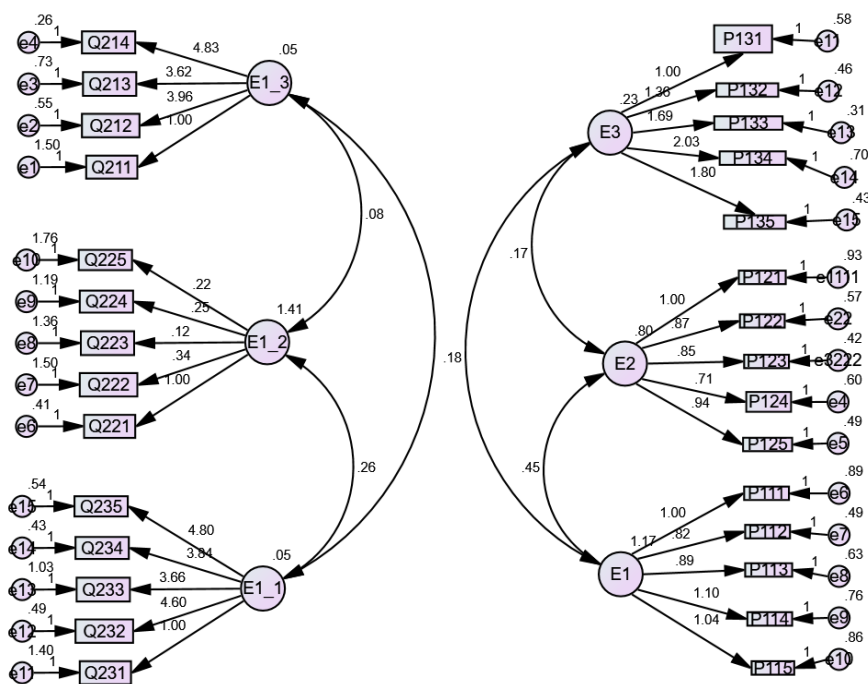 .26
e4 1 Q214
4.83
.05
.73
e3 1 Q213
3.62
E1_3
.55
e2 1 Q212
3.96
1.00
1.50
e1 1 Q211
.08
1.76
e10 1 Q225
.22
1.19
e9 1 Q224
.25
1.41
1.36
e8 1 Q223
.12
E1_2
1.50
e7 1 Q222
.34
1.00
.41
e6 1 Q221
.26
.54
e15 1 Q235
4.80
.43
e14 1 Q234
3.84
.05
1.03
e13 1 Q233
3.66
E1_1
.49
e12 1 Q232
4.60
1.00
1.40
e11 1 Q231
.18
.58
P131 1 e11
1.00
.46
P132 1 e12
1.36
.23
E3
.31
P133 1 e13
1.69
.70
P134 1 e14
2.03
.43
P135 1 e15
1.80
.17
.93
P121 1 e1111
1.00
.57
P122 1 e22
.87
.80
E2
.42
P123 1 e3222
.85
.60
P124 1 e4
.71
.49
P125 1 e5
.94
.45
.89
P111 1 e6
1.00
.49
P112 1 e7
.82
1.17
E1
.63
P113 1 e8
.89
.76
P114 1 e9
1.10
.86
P115 1 e10
1.04